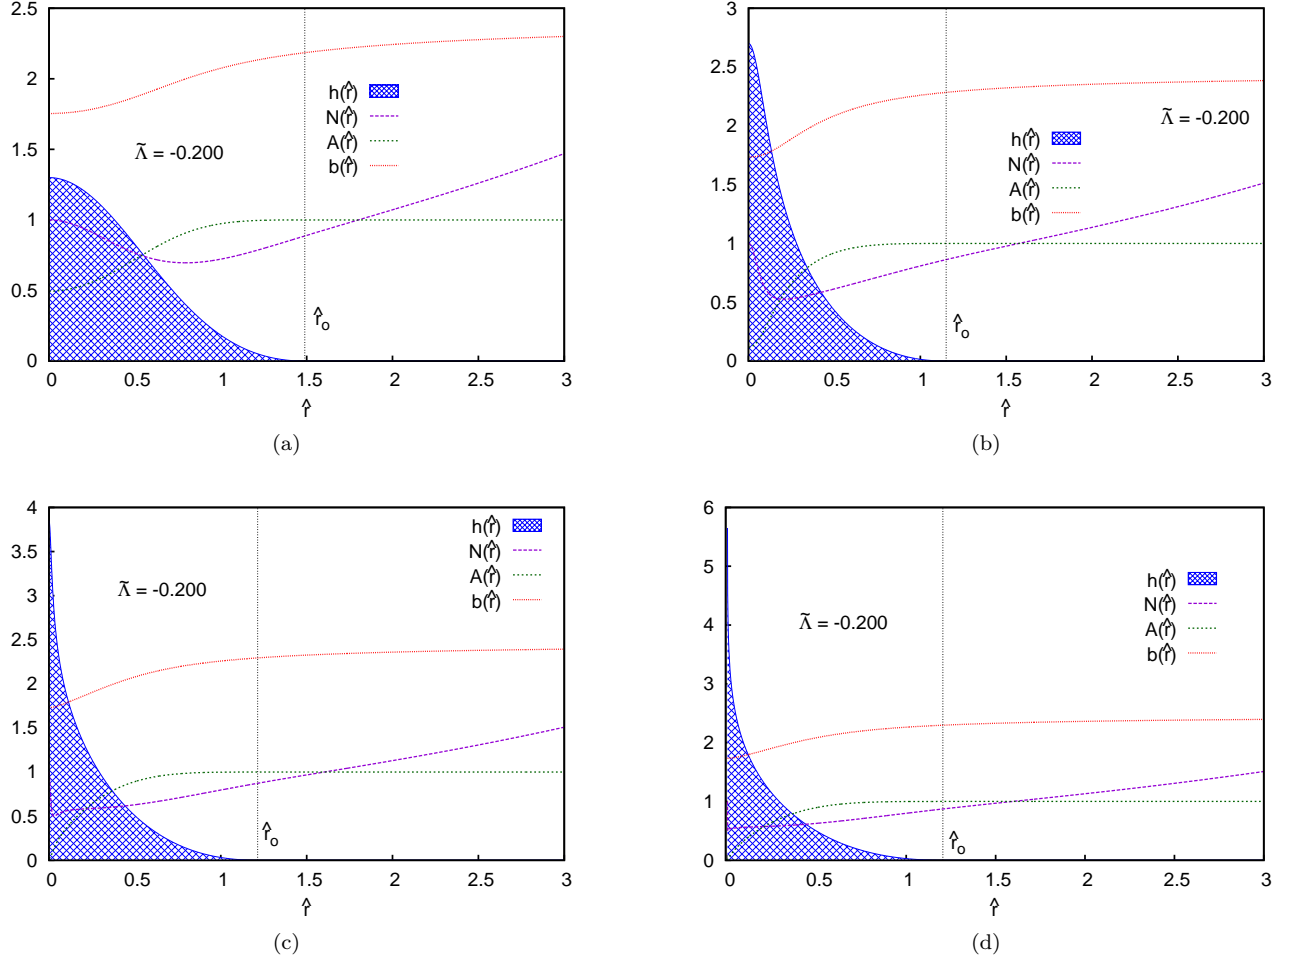 2.5
2
1.5
1
0.5
0
h(r̂)
N(r̂)
A(r̂)
b(r̂)
Λ̃ = -0.200
r̂o
0 0.5 1 1.5 2 2.5 3
r̂
(a)
3
2.5
2
1.5
1
0.5
0
Λ̃ = -0.200
h(r̂)
N(r̂)
A(r̂)
b(r̂)
r̂o
0 0.5 1 1.5 2 2.5 3
r̂
(b)
4
3.5
3
2.5
2
1.5
1
0.5
0
h(r̂)
N(r̂)
A(r̂)
b(r̂)
Λ̃ = -0.200
r̂o
0 0.5 1 1.5 2 2.5 3
r̂
(c)
6
5
4
3
2
1
0
h(r̂)
N(r̂)
A(r̂)
b(r̂)
Λ̃ = -0.200
r̂o
0 0.5 1 1.5 2 2.5 3
r̂
(d)